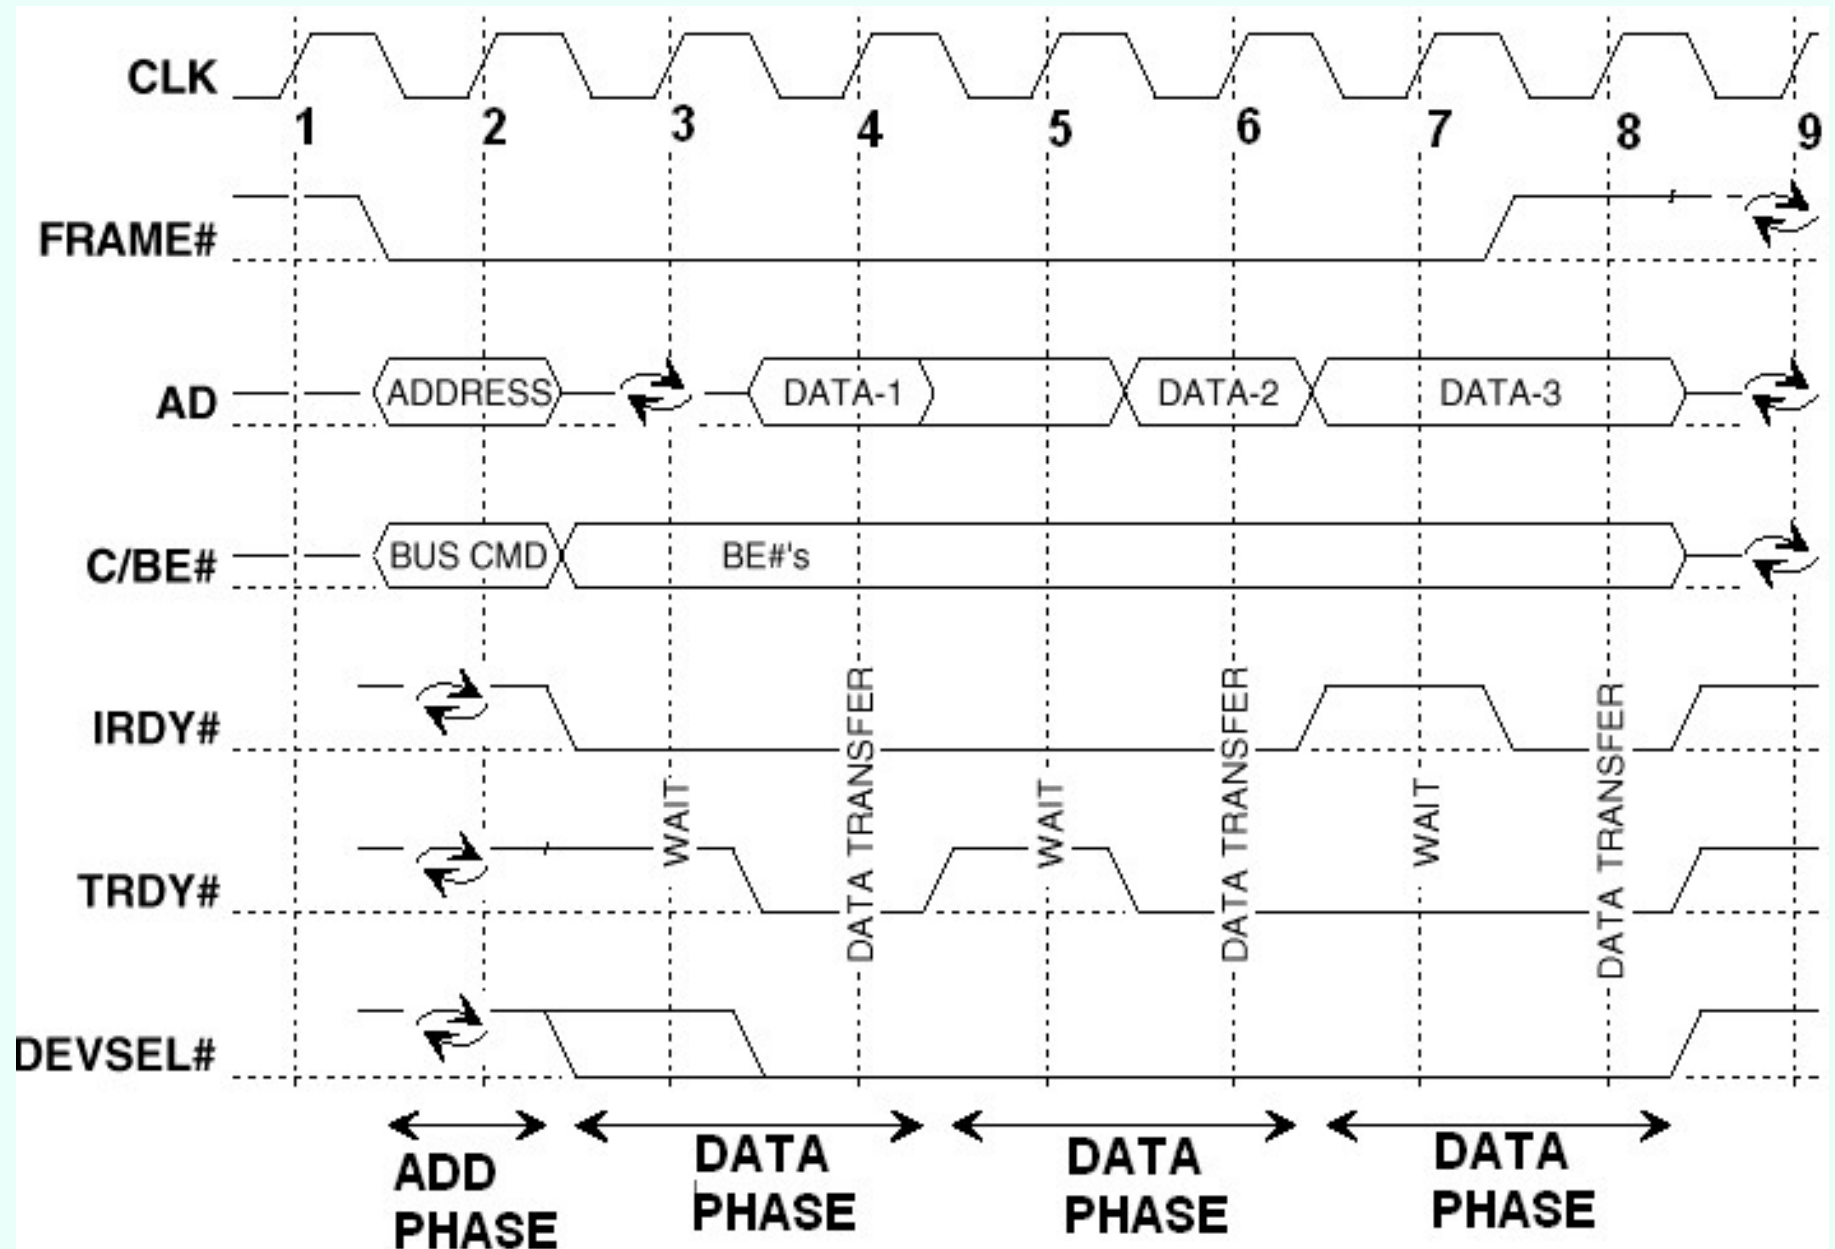 CLK
1 2 3 4 5 6 7 8 9
FRAME#
AD
ADDRESS DATA-1 DATA-2 DATA-3
C/BE#
BUS CMD BE#'s
IRDY#
WAIT
DATA TRANSFER
WAIT
DATA TRANSFER
WAIT
DATA TRANSFER
TRDY#
DEVSEL#
ADD
PHASE
DATA
PHASE
DATA
PHASE
DATA
PHASE